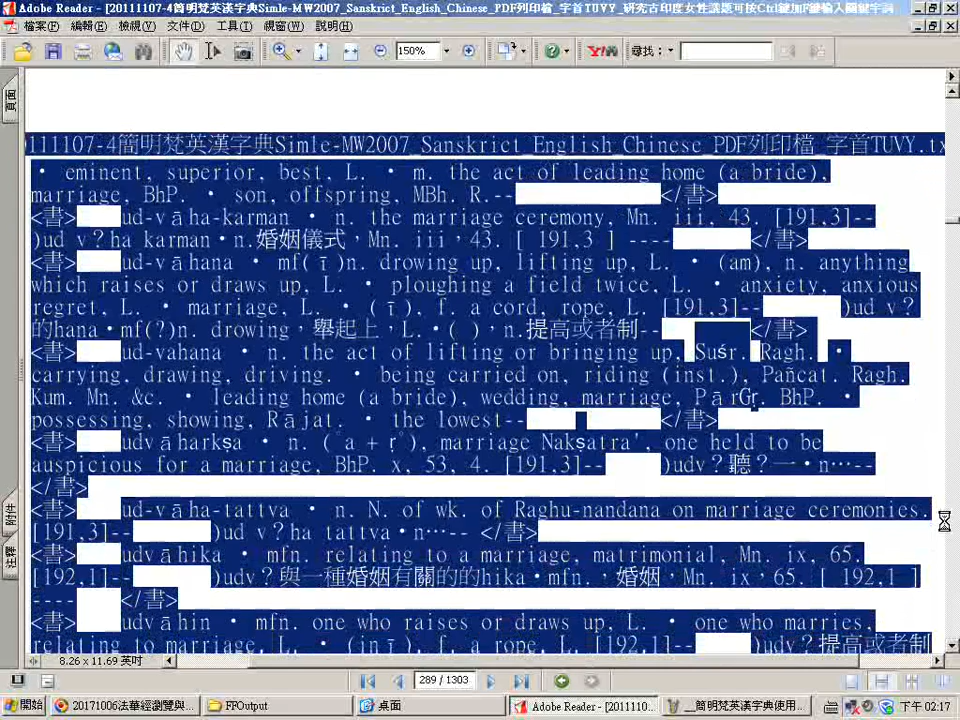 Adobe Reader - [20111107-4簡明梵英漢字典Simle-MW2007_Sanskrict_English_Chinese_PDF列印檔_字首TUVY_研究古印度女性議題可按Ctrl鍵加F鍵輸入關鍵字詞
檔案(F) 編輯(E) 檢視(V) 文件(D) 工具(T) 視窗(W) 說明(H)
150% Y! 尋找：
頁面
附件
注釋
111107-4簡明梵英漢字典Simle-MW2007_Sanskrict_English_Chinese_PDF列印檔_字首TUVY.tx
• eminent, superior, best, L. • m. the act of leading home (a bride),
marriage, BhP. • son, offspring, MBh. R.-- </書>
<書> ud-vāha-karman • n. the marriage ceremony, Mn. iii, 43. [191,3]--
)ud v？ha karman•n.婚姻儀式，Mn. iii，43. [ 191,3 ] ---- </書>
<書> ud-vāhana • mf(ī)n. drowing up, lifting up, L. • (am), n. anything
which raises or draws up, L. • ploughing a field twice, L. • anxiety, anxious
regret, L. • marriage, L. • (ī), f. a cord, rope, L. [191,3]-- )ud v？
的hana•mf(?)n. drowing，舉起上，L.•( )，n.提高或者制-- </書>
<書> ud-vahana • n. the act of lifting or bringing up, Suśr. Ragh. •
carrying, drawing, driving. • being carried on, riding (inst.), Pañcat. Ragh.
Kum. Mn. &c. • leading home (a bride), wedding, marriage, PārGṛ. BhP. •
possessing, showing, Rājat. • the lowest-- </書>
<書> udvāharkṣa • n. (˚a + ṛ˚), marriage Nakṣatra', one held to be
auspicious for a marriage, BhP. x, 53, 4. [191,3]-- )udv？聽？一•n…--
</書>
<書> ud-vāha-tattva • n. N. of wk. of Raghu-nandana on marriage ceremonies.
[191,3]-- )ud v？ha tattva•n…-- </書>
<書> udvāhika • mfn. relating to a marriage, matrimonial, Mn. ix, 65.
[192,1]-- )udv？與一種婚姻有關的的hika•mfn.，婚姻，Mn. ix，65. [ 192,1 ]
---- </書>
<書> udvāhin • mfn. one who raises or draws up, L. • one who marries,
relating to marriage, L. • (inī), f. a rope, L. [192,1]-- )udv？提高或者制
8.26 x 11.69 英吋
289 / 1303
開始 20171006法華經瀏覽與... FFOutput 桌面 Adobe Reader - [2011110... __簡明梵英漢字典使用... 下午 02:17